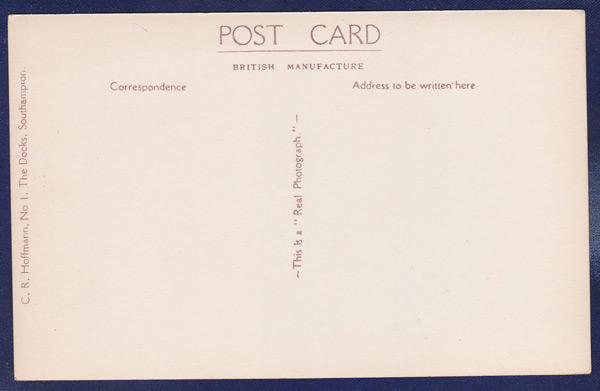 POST CARD
BRITISH MANUFACTURE
Correspondence
Address to be written here
—This is a "Real Photograph."—
C. R. Hoffmann, No 1, The Docks, Southampton.